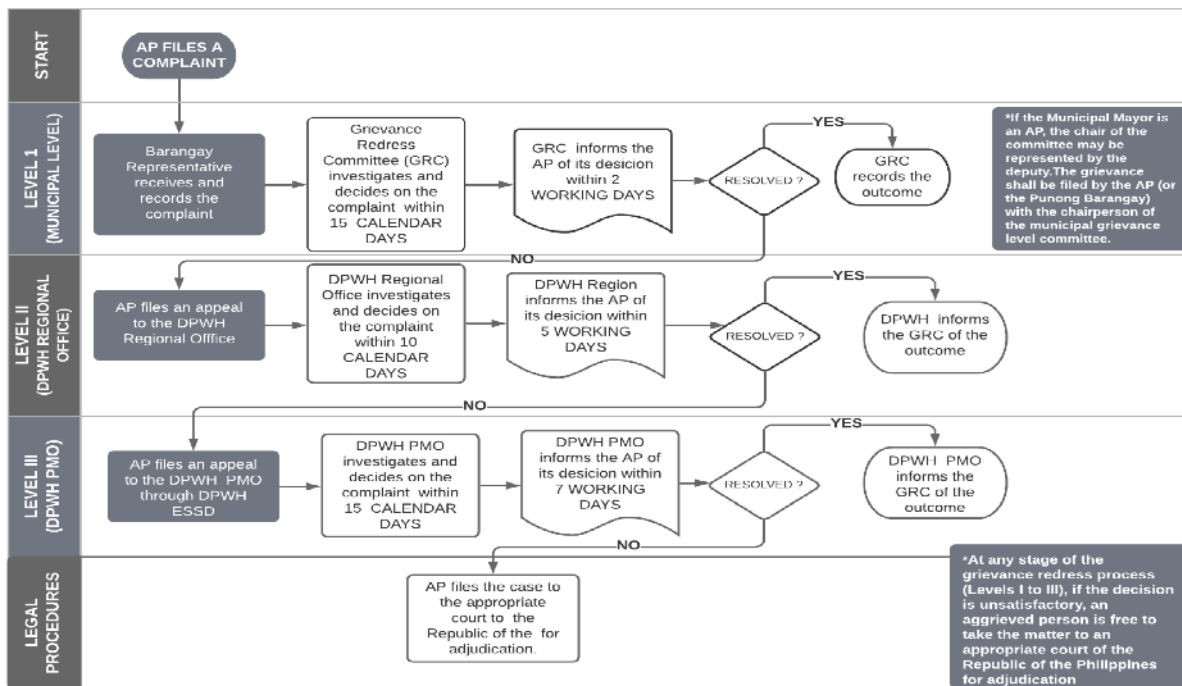 START
AP FILES A
COMPLAINT
LEVEL 1
(MUNICIPAL LEVEL)
Barangay
Representative
receives and
records the
complaint
Grievance
Redress
Committee (GRC)
investigates and
decides on the
complaint within
15 CALENDAR
DAYS
GRC informs the
AP of its desicion
within 2
WORKING DAYS
RESOLVED ?
YES
GRC
records the
outcome
*If the Municipal Mayor is
an AP, the chair of the
committee may be
represented by the
deputy.The grievance
shall be filed by the AP (or
the Punong Barangay)
with the chairperson of
the municipal grievance
level committee.
NO
LEVEL II
(DPWH REGIONAL
OFFICE)
AP files an appeal
to the DPWH
Regional Offfice
DPWH Regional
Office investigates
and decides on
the complaint
within 10
CALENDAR
DAYS
DPWH Region
informs the AP of
its desicion within
5 WORKING
DAYS
RESOLVED ?
YES
DPWH informs
the GRC of the
outcome
NO
LEVEL III
(DPWH PMO)
AP files an appeal
to the DPWH PMO
through DPWH
ESSD
DPWH PMO
investigates and
decides on the
complaint within
15 CALENDAR
DAYS
DPWH PMO
informs the AP of
its desicion within
7 WORKING
DAYS
RESOLVED ?
YES
DPWH PMO
informs the
GRC of the
outcome
NO
LEGAL
PROCEDURES
AP files the case to
the appropriate
court to the
Republic of the for
adjudication.
*At any stage of the
grievance redress process
(Levels I to III), if the decision
is unsatisfactory, an
aggrieved person is free to
take the matter to an
appropriate court of the
Republic of the Philippines
for adjudication